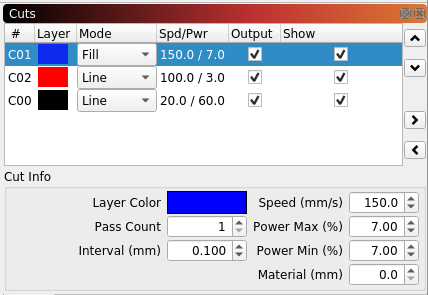 Cuts
# Layer Mode Spd/Pwr Output Show
C01 Fill 150.0 / 7.0
C02 Line 100.0 / 3.0
C00 Line 20.0 / 60.0
Cut Info
Layer Color Speed (mm/s) 150.0
Pass Count 1 Power Max (%) 7.00
Interval (mm) 0.100 Power Min (%) 7.00
Material (mm) 0.0